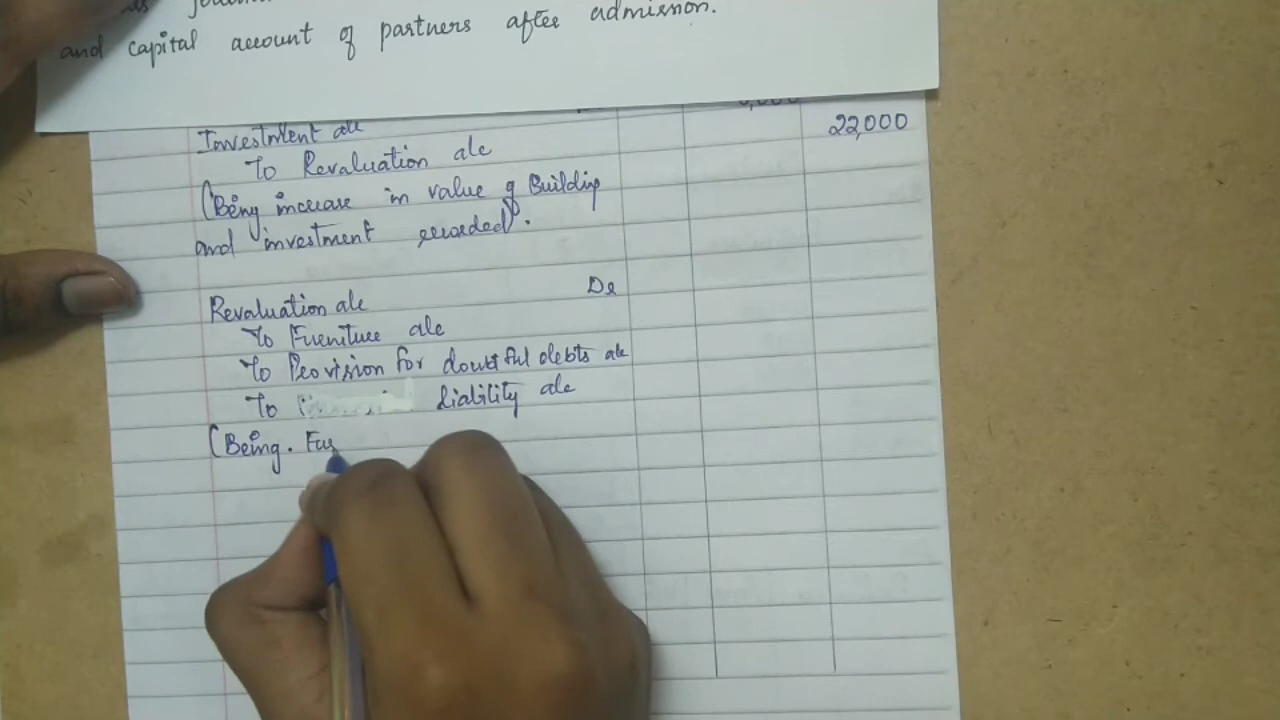 and capital account of partners after admission.
Investment a/c
22,000
To Revaluation a/c
(Being increase in value of Building
and investment recorded).
Revaluation a/c Dr
To Furniture a/c
To Provision for doubtful debts a/c
To liability a/c
(Being. Fur